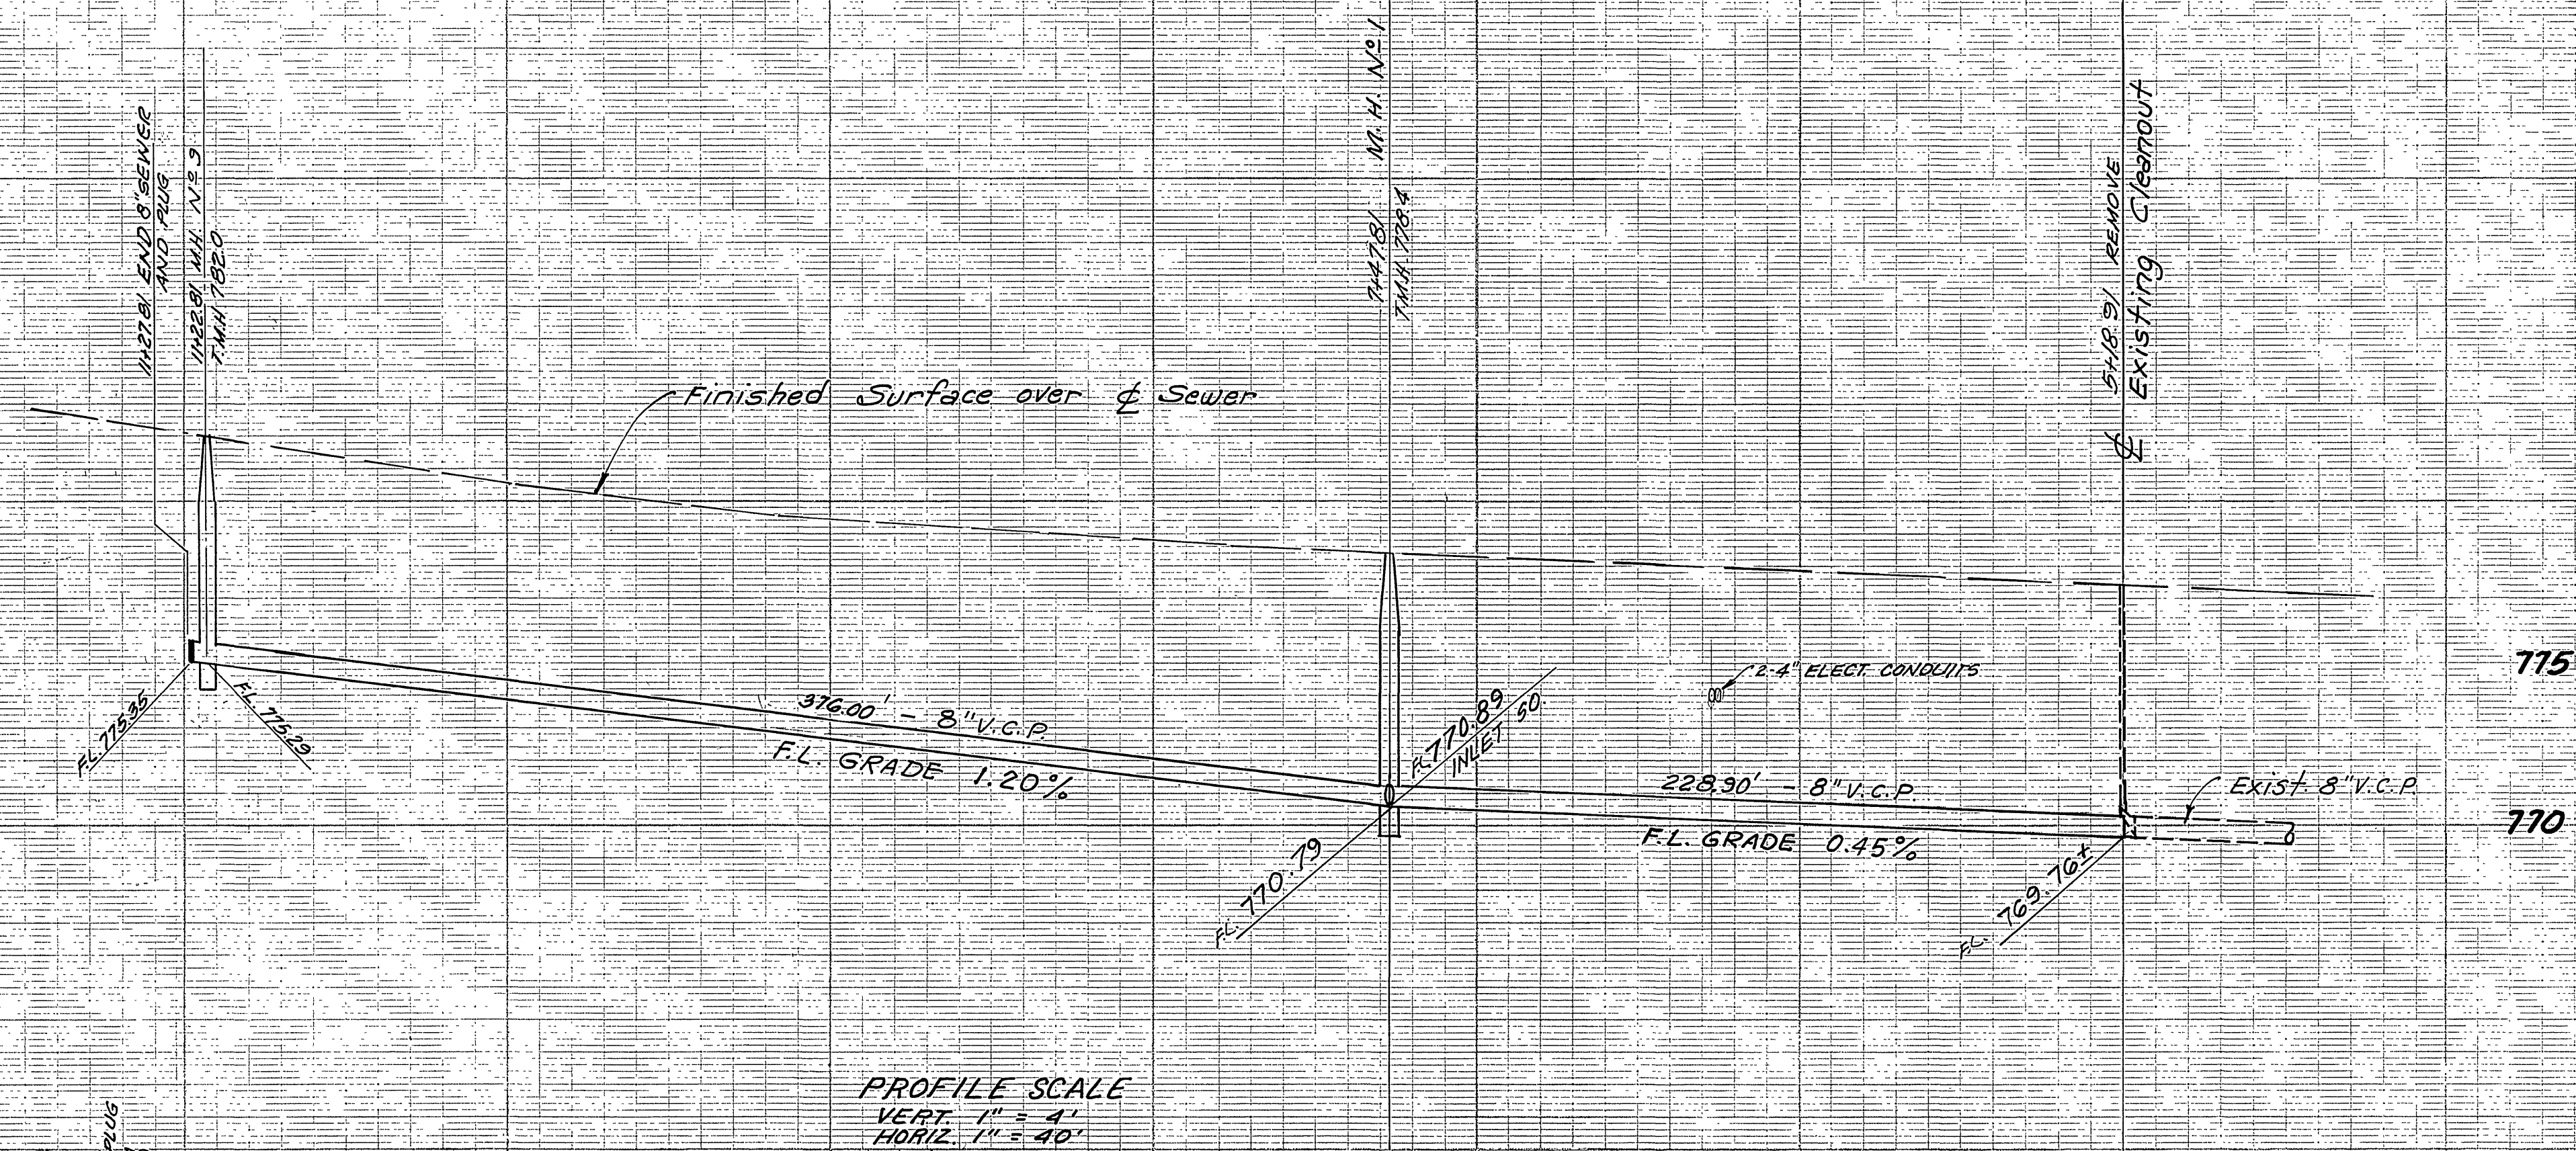 11+27.81 END 8" SEWER
AND PLUG
11+22.81 M.H. Nº 9
T.M.H. 782.0
M.H. Nº 1
7+47.81
T.M.H. 778.4
5+18.91 REMOVE
℄ Existing Cleanout
Finished Surface over ℄ Sewer
2-4" ELECT. CONDUITS
775
F.L. 775.35
F.L. 775.29
376.00' - 8" V.C.P.
F.L. GRADE 1.20%
F.L. 770.89
INLET SO.
228.90' - 8" V.C.P.
F.L. GRADE 0.45%
Exist. 8" V.C.P.
770
F.L. 770.79
F.L. 769.76±
PROFILE SCALE
VERT. 1" = 4'
HORIZ. 1" = 40'
PLUG